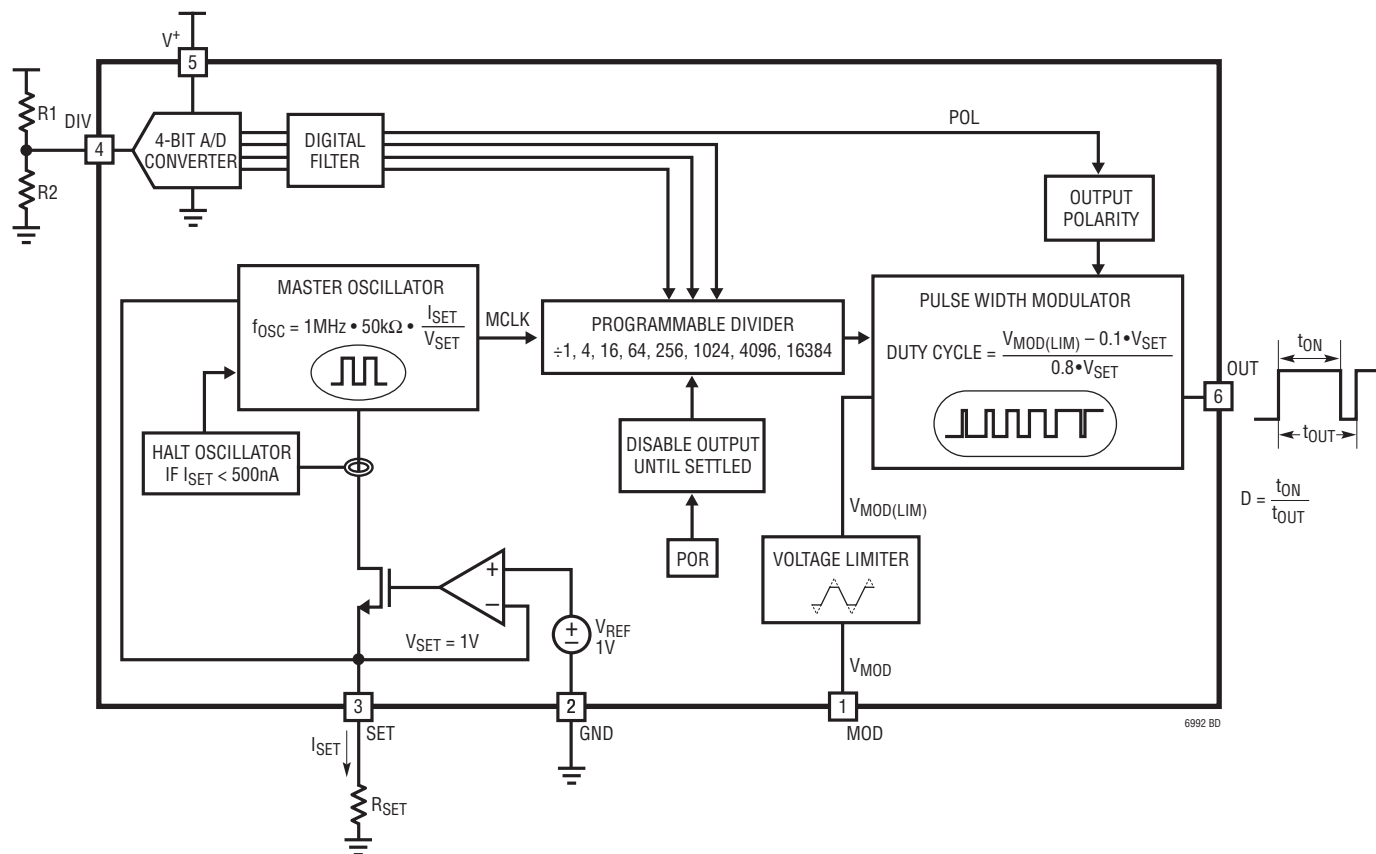 V+
5
R1
DIV
4
R2
4-BIT A/D
CONVERTER
DIGITAL
FILTER
POL
OUTPUT
POLARITY
MASTER OSCILLATOR
fOSC = 1MHz • 50kΩ • ISET
VSET
MCLK
PROGRAMMABLE DIVIDER
÷1, 4, 16, 64, 256, 1024, 4096, 16384
PULSE WIDTH MODULATOR
DUTY CYCLE = VMOD(LIM) – 0.1•VSET
0.8•VSET
OUT
6
tON
tOUT
D = tON
tOUT
HALT OSCILLATOR
IF ISET < 500nA
DISABLE OUTPUT
UNTIL SETTLED
POR
VMOD(LIM)
VOLTAGE LIMITER
VMOD
+
–
VSET = 1V
+
–
VREF
1V
3
SET
2
GND
1
MOD
6992 BD
ISET
RSET